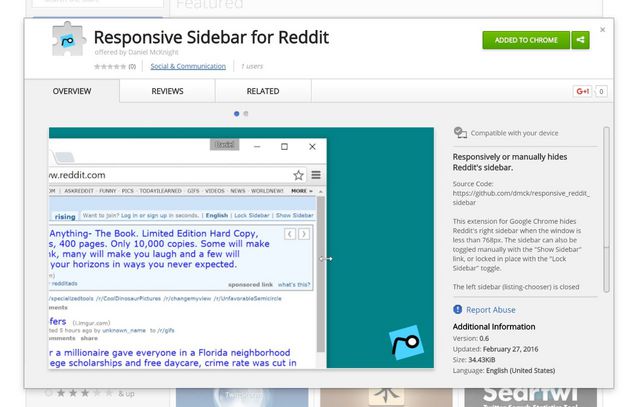 Featured
Responsive Sidebar for Reddit
offered by Daniel McKnight
(0)
Social & Communication
1 users
ADDED TO CHROME
OVERVIEW
REVIEWS
RELATED
G+1
0
Daniel
w.reddit.com
OM | ASKREDDIT - FUNNY - PICS - TODAYILEARNED - GIFS - VIDEOS - NEWS - WORLDNEWS MORE »
rising
Want to join? Log in or sign up in seconds. | English | Lock Sidebar | Show Sidebar
Anything- The Book. Limited Edition Hard Copy,
s, 400 pages. Only 10,000 copies. Some will make
nk, many will make you laugh and a few will
your horizons in ways you never expected.
redditads
sponsored link
what's this?
/r/specializedtools /r/CoolDinosaurPictures /r/changemyview /r/UnfavorableSemicircle
ments
fers (i.imgur.com)
ted 5 hours ago by unknown_name to /r/gifs
omments share
r a millionaire gave everyone in a Florida neighborhood
ege scholarships and free daycare, crime rate was cut in
Compatible with your device
Responsively or manually hides
Reddit's sidebar.
Source Code:
https://github.com/dmck/responsive_reddit_
sidebar
This extension for Google Chrome hides
Reddit's right sidebar when the window is
less than 768px. The sidebar can also be
toggled manually with the "Show Sidebar"
link, or locked in place with the "Lock
Sidebar" toggle.
The left sidebar (listing-chooser) is closed
Report Abuse
Additional Information
Version: 0.6
Updated: February 27, 2016
Size: 34.43KiB
Language: English (United States)
& up